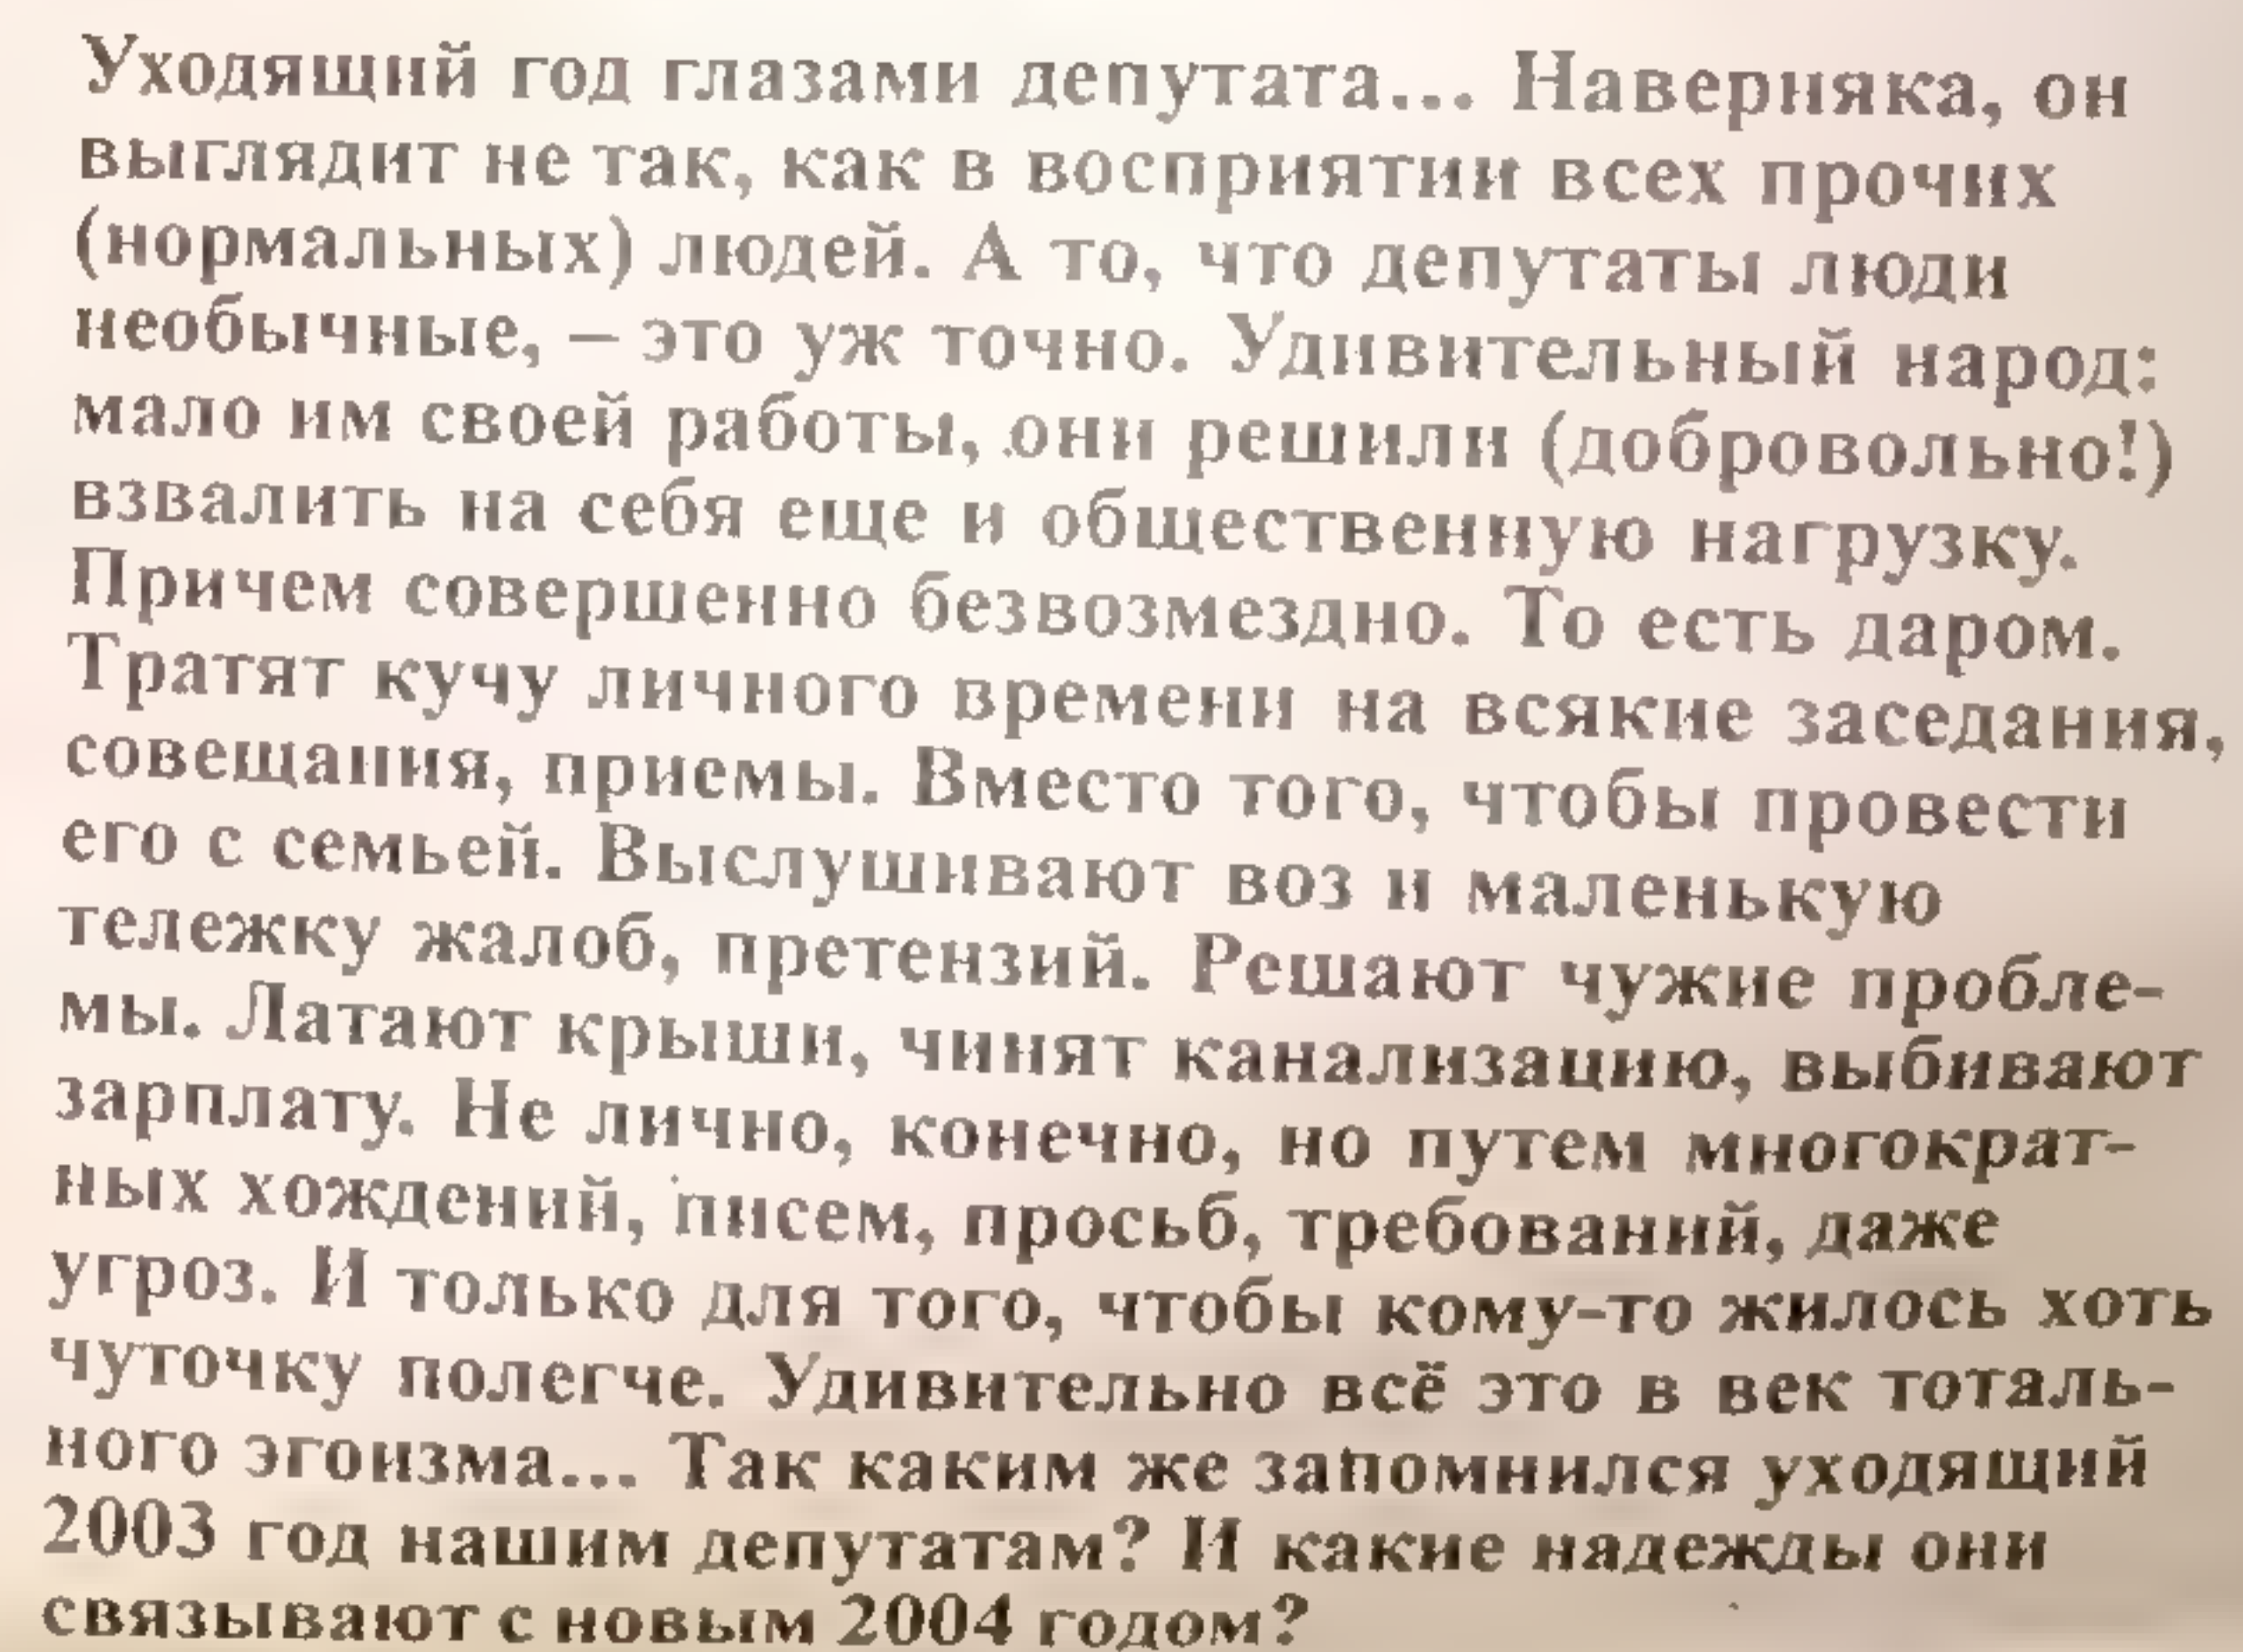 Уходящий год глазами депутата... Наверняка, он
выглядит не так, как в восприятии всех прочих
(нормальных) людей. А то, что депутаты люди
необычные, – это уж точно. Удивительный народ:
мало им своей работы, они решили (добровольно!)
взвалить на себя еще и общественную нагрузку.
Причем совершенно безвозмездно. То есть даром.
Тратят кучу личного времени на всякие заседания,
совещания, приемы. Вместо того, чтобы провести
его с семьей. Выслушивают воз и маленькую
тележку жалоб, претензий. Решают чужие пробле-
мы. Латают крыши, чинят канализацию, выбивают
зарплату. Не лично, конечно, но путем многократ-
ных хождений, писем, просьб, требований, даже
угроз. И только для того, чтобы кому-то жилось хоть
чуточку полегче. Удивительно всё это в век тоталь-
ного эгоизма... Так каким же запомнился уходящий
2003 год нашим депутатам? И какие надежды они
связывают с новым 2004 годом?